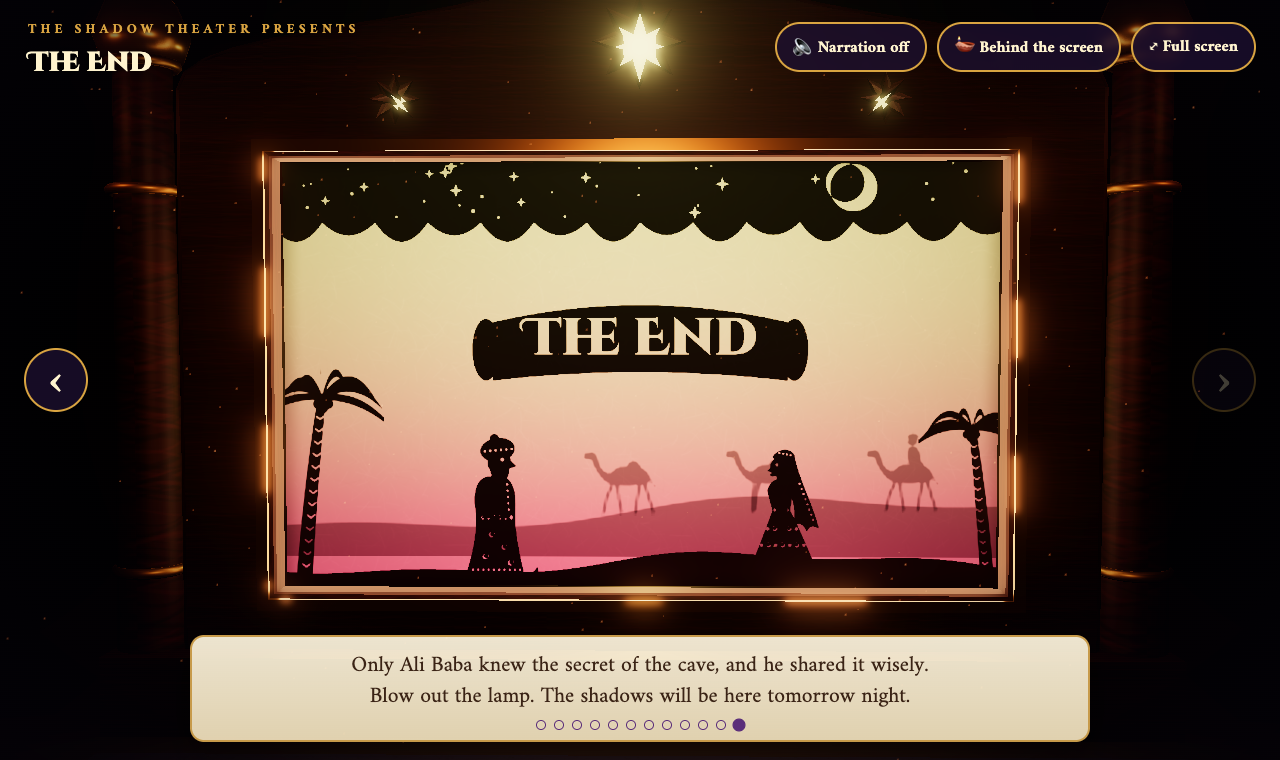 THE SHADOW THEATER PRESENTS
THE END
Narration off
Behind the screen
Full screen
THE END
Only Ali Baba knew the secret of the cave, and he shared it wisely.
Blow out the lamp. The shadows will be here tomorrow night.